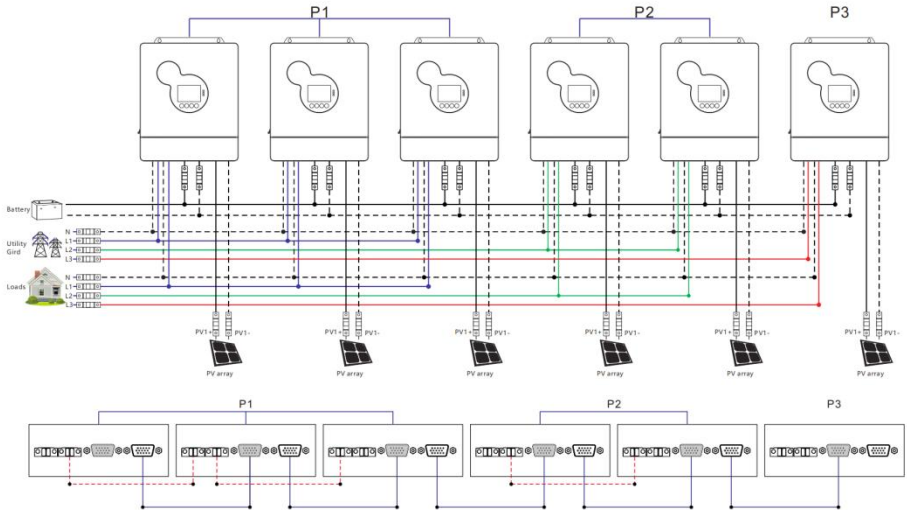 P1 P2 P3
Battery
N
Utility
Gird
L1
L2
L3
N
Loads
L1
L2
L3
PV1+ PV1- PV1+ PV1- PV1+ PV1- PV1+ PV1- PV1+ PV1- PV1+ PV1-
PV array PV array PV array PV array PV array PV array
P1 P2 P3